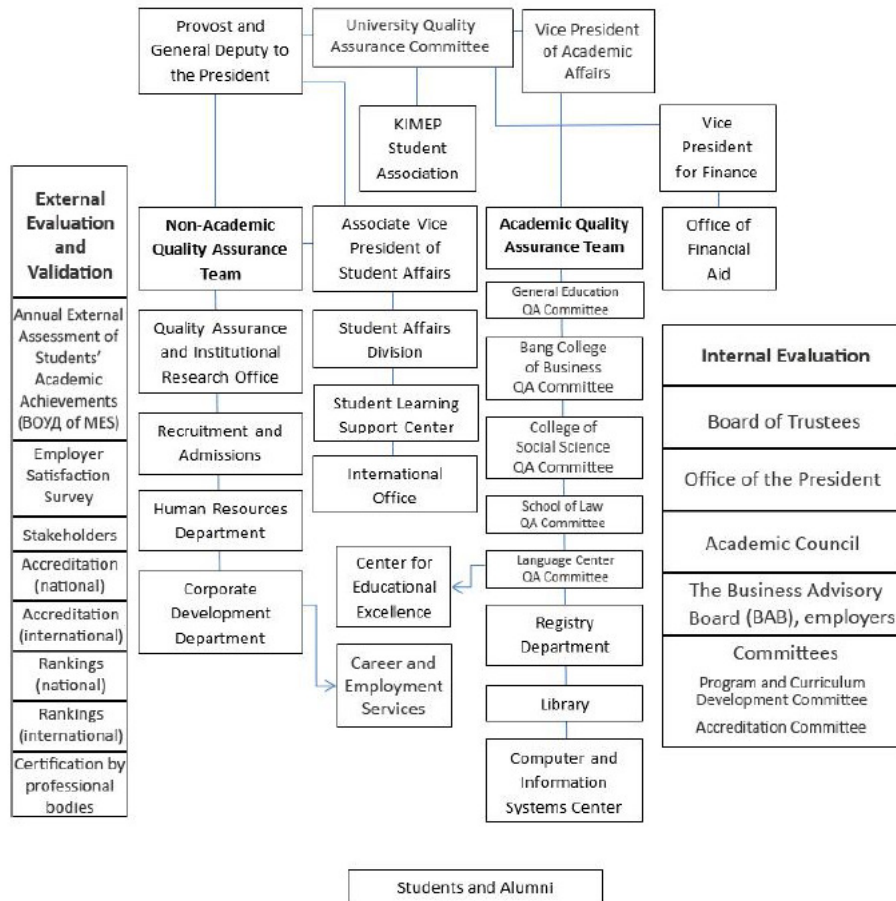 Provost and
General Deputy to
the President
University Quality
Assurance Committee
Vice President
of Academic
Affairs
KIMEP
Student
Association
Vice
President
for Finance
External
Evaluation
and
Validation
Annual External
Assessment of
Students'
Academic
Achievements
(ВОУД of MES)
Employer
Satisfaction
Survey
Stakeholders
Accreditation
(national)
Accreditation
(international)
Rankings
(national)
Rankings
(international)
Certification by
professional
bodies
Non-Academic
Quality Assurance
Team
Quality Assurance
and Institutional
Research Office
Recruitment and
Admissions
Human Resources
Department
Corporate
Development
Department
Associate Vice
President of
Student Affairs
Student Affairs
Division
Student Learning
Support Center
International
Office
Center for
Educational
Excellence
Career and
Employment
Services
Academic Quality
Assurance Team
General Education
QA Committee
Bang College
of Business
QA Committee
College of
Social Science
QA Committee
School of Law
QA Committee
Language Center
QA Committee
Registry
Department
Library
Computer and
Information
Systems Center
Office of
Financial
Aid
Internal Evaluation
Board of Trustees
Office of the President
Academic Council
The Business Advisory
Board (BAB), employers
Committees
Program and Curriculum
Development Committee
Accreditation Committee
Students and Alumni